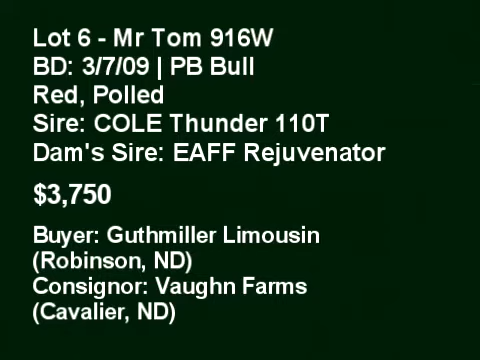 Lot 6 - Mr Tom 916W
BD: 3/7/09 | PB Bull
Red, Polled
Sire: COLE Thunder 110T
Dam's Sire: EAFF Rejuvenator
$3,750
Buyer: Guthmiller Limousin
(Robinson, ND)
Consignor: Vaughn Farms
(Cavalier, ND)